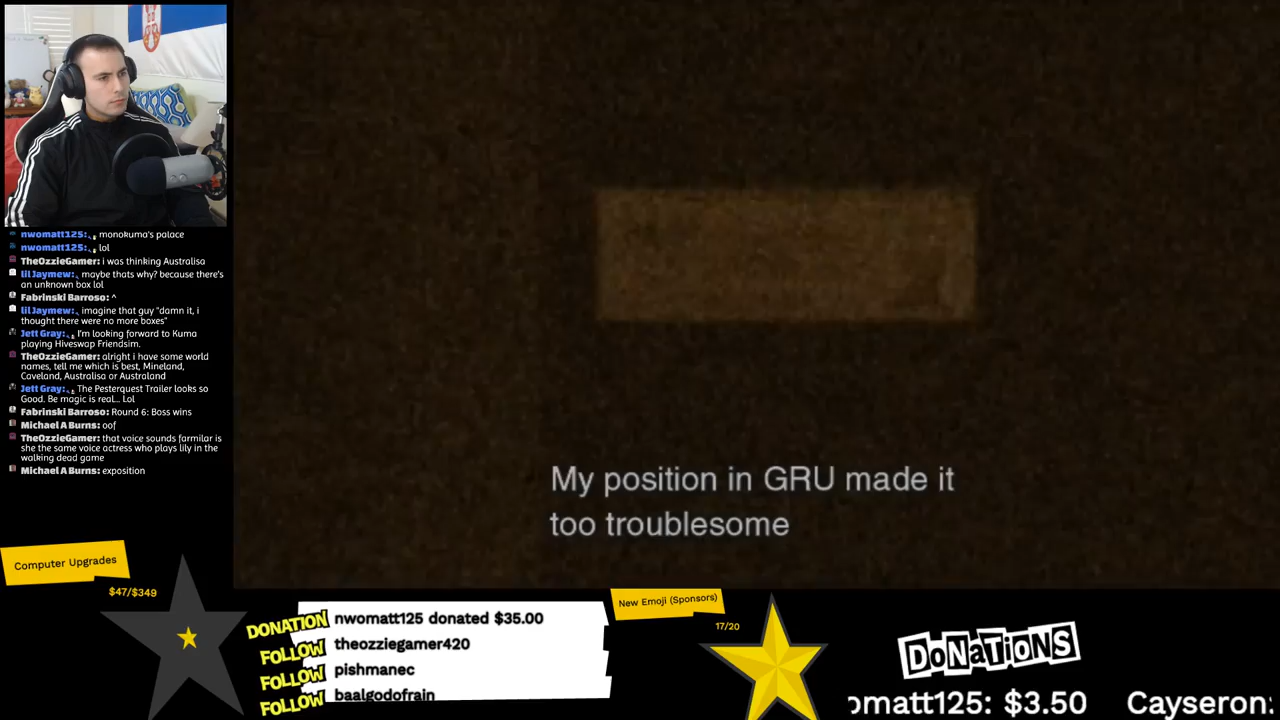 nwomatt125: monokuma's palace
nwomatt125: lol
TheOzzieGamer: i was thinking Australisa
lil Jaymew: maybe thats why? because there's
an unknown box lol
Fabrinski Barroso: ^
lil Jaymew: imagine that guy "damn it, i
thought there were no more boxes"
Jett Gray: I'm looking forward to Kuma
playing Hiveswap Friendsim.
TheOzzieGamer: alright i have some world
names, tell me which is best, Mineland,
Caveland, Australisa or Australand
Jett Gray: The Pesterquest Trailer looks so
Good. Be magic is real... Lol
Fabrinski Barroso: Round 6: Boss wins
Michael A Burns: oof
TheOzzieGamer: that voice sounds farmilar is
she the same voice actress who plays lily in the
walking dead game
Michael A Burns: exposition
My position in GRU made it
too troublesome
Computer Upgrades
$47/$349
DONATION nwomatt125 donated $35.00
FOLLOW theozziegamer420
FOLLOW pishmanec
FOLLOW baalgodofrain
New Emoji (Sponsors)
17/20
DoNaTioNS
omatt125: $3.50 Cayseron: